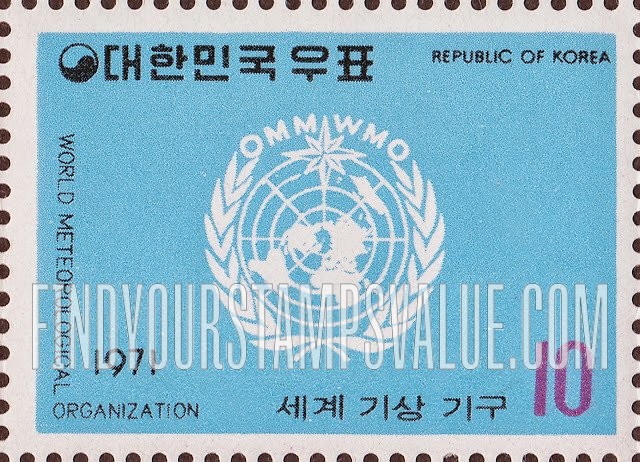 대한민국 우표
REPUBLIC OF KOREA
OMM WMO
WORLD METEOPOLOGICAL
ORGANIZATION
FINDYOURSTAMPSVALUE.COM
1971
세계 기상 기구
10